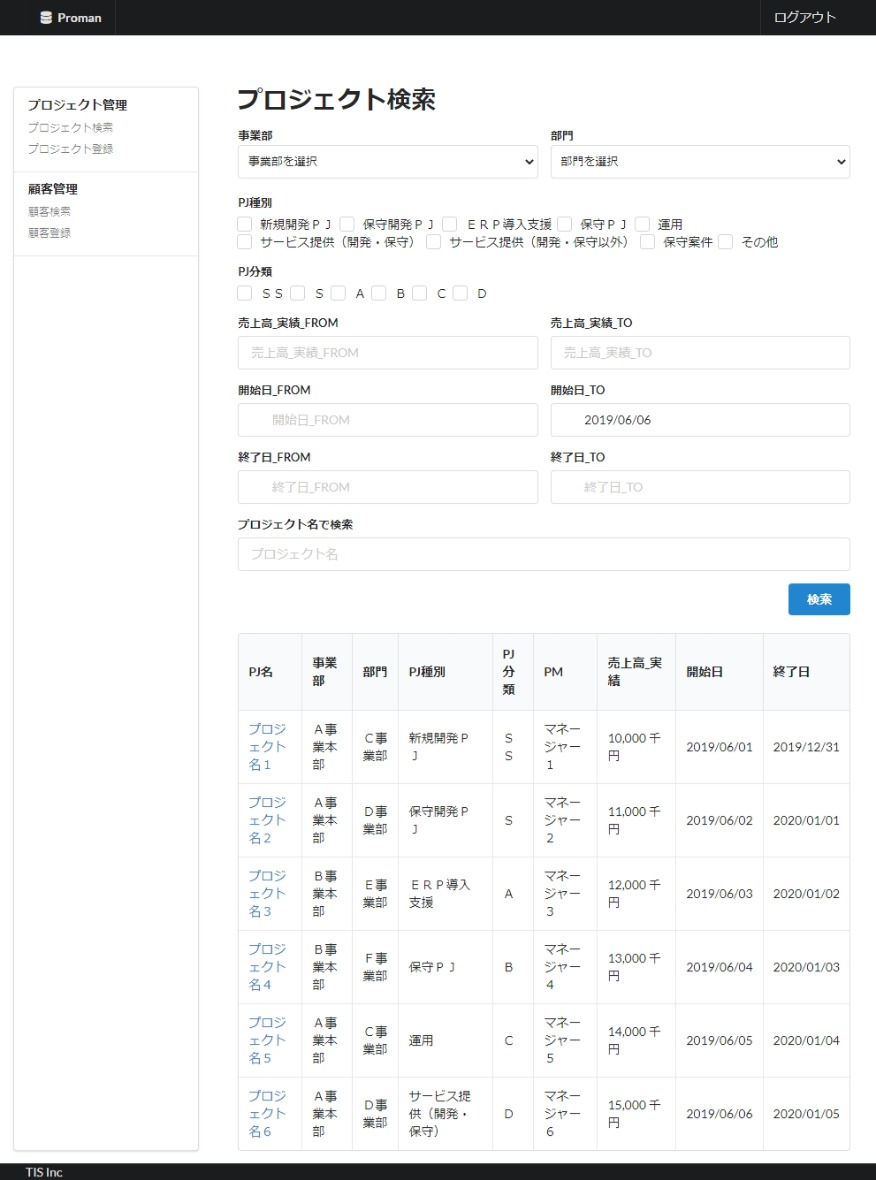 Proman
ログアウト
プロジェクト管理
プロジェクト検索
プロジェクト登録
顧客管理
顧客検索
顧客登録
プロジェクト検索
事業部 部門
事業部を選択 部門を選択
PJ種別
新規開発ＰＪ 保守開発ＰＪ ＥＲＰ導入支援 保守ＰＪ 運用
サービス提供（開発・保守） サービス提供（開発・保守以外） 保守案件 その他
PJ分類
ＳＳ Ｓ Ａ Ｂ Ｃ Ｄ
売上高_実績_FROM 売上高_実績_TO
売上高_実績_FROM 売上高_実績_TO
開始日_FROM 開始日_TO
開始日_FROM 2019/06/06
終了日_FROM 終了日_TO
終了日_FROM 終了日_TO
プロジェクト名で検索
プロジェクト名
検索
PJ名 事業部 部門 PJ種別 PJ分類 PM 売上高_実績 開始日 終了日
プロジェクト名１ Ａ事業本部 Ｃ事業部 新規開発ＰＪ ＳＳ マネージャー1 10,000 千円 2019/06/01 2019/12/31
プロジェクト名２ Ａ事業本部 Ｄ事業部 保守開発ＰＪ Ｓ マネージャー2 11,000 千円 2019/06/02 2020/01/01
プロジェクト名３ Ｂ事業本部 Ｅ事業部 ＥＲＰ導入支援 Ａ マネージャー3 12,000 千円 2019/06/03 2020/01/02
プロジェクト名４ Ｂ事業本部 Ｆ事業部 保守ＰＪ Ｂ マネージャー4 13,000 千円 2019/06/04 2020/01/03
プロジェクト名５ Ａ事業本部 Ｃ事業部 運用 Ｃ マネージャー5 14,000 千円 2019/06/05 2020/01/04
プロジェクト名６ Ａ事業本部 Ｄ事業部 サービス提供（開発・保守） Ｄ マネージャー6 15,000 千円 2019/06/06 2020/01/05
TIS Inc